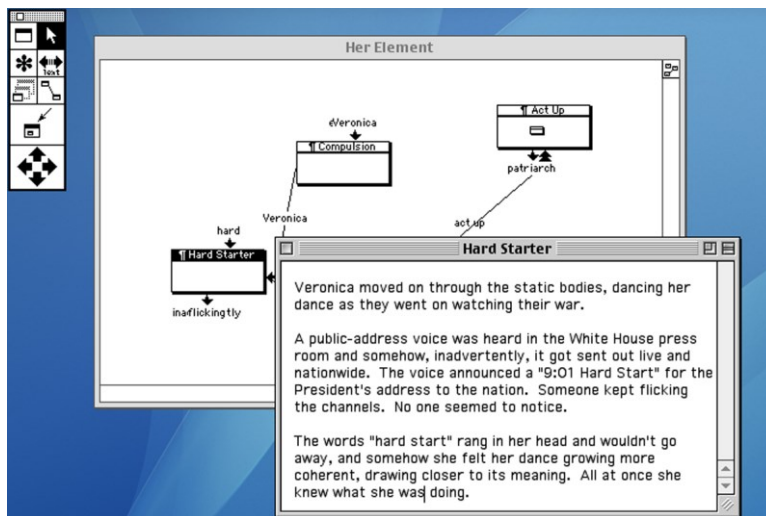 Her Element
text
¶ Act Up
Veronica
¶ Compulsion
patriarch
Veronica
act up
hard
Hard Starter
¶ Hard Starter
Veronica moved on through the static bodies, dancing her
dance as they went on watching their war.
A public-address voice was heard in the White House press
room and somehow, inadvertently, it got sent out live and
nationwide. The voice announced a "9:01 Hard Start" for the
President's address to the nation. Someone kept flicking
the channels. No one seemed to notice.
The words "hard start" rang in her head and wouldn't go
away, and somehow she felt her dance growing more
coherent, drawing closer to its meaning. All at once she
knew what she was doing.